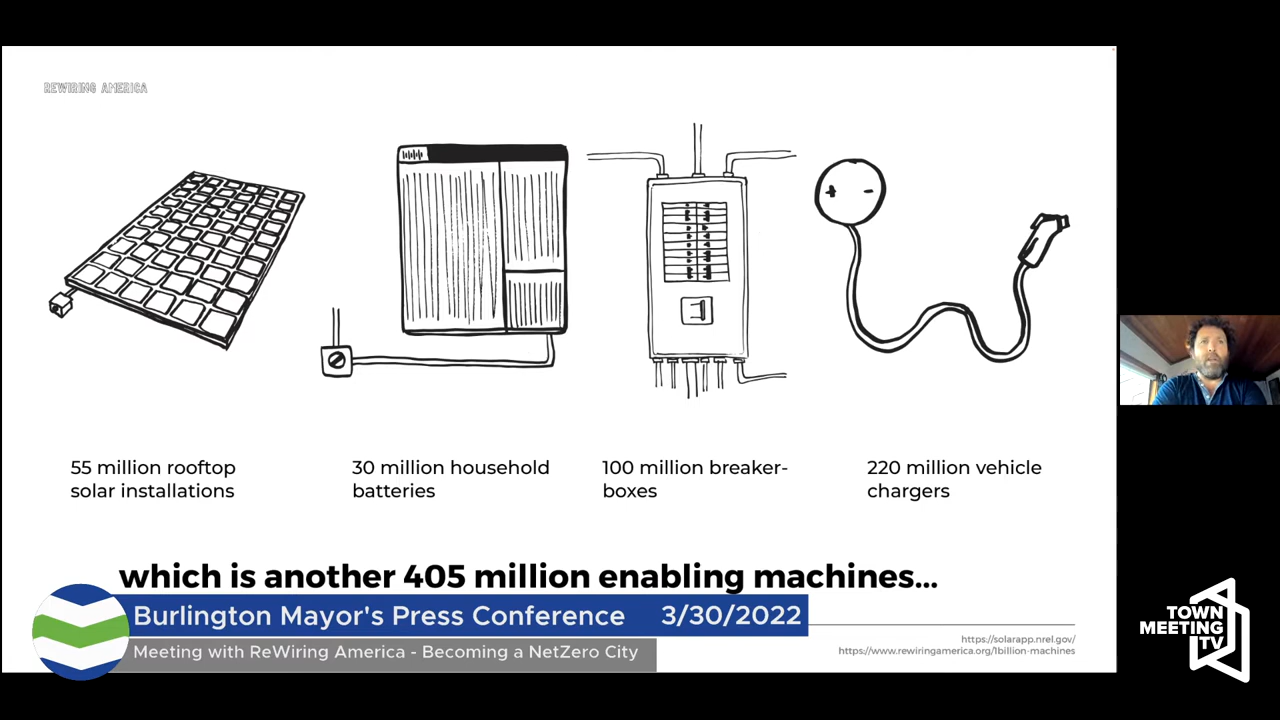 REWIRING AMERICA
55 million rooftop
solar installations
30 million household
batteries
100 million breaker-
boxes
220 million vehicle
chargers
which is another 405 million enabling machines...
Burlington Mayor's Press Conference 3/30/2022
Meeting with ReWiring America - Becoming a NetZero City
https://solarapp.nrel.gov/
https://www.rewiringamerica.org/1billion-machines
TOWN
MEETING
TV